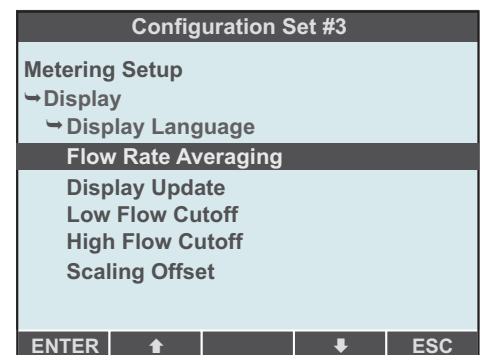 Configuration Set #3
Metering Setup
➥Display
➥Display Language
Flow Rate Averaging
Display Update
Low Flow Cutoff
High Flow Cutoff
Scaling Offset
ENTER ⬆ ⬇ ESC